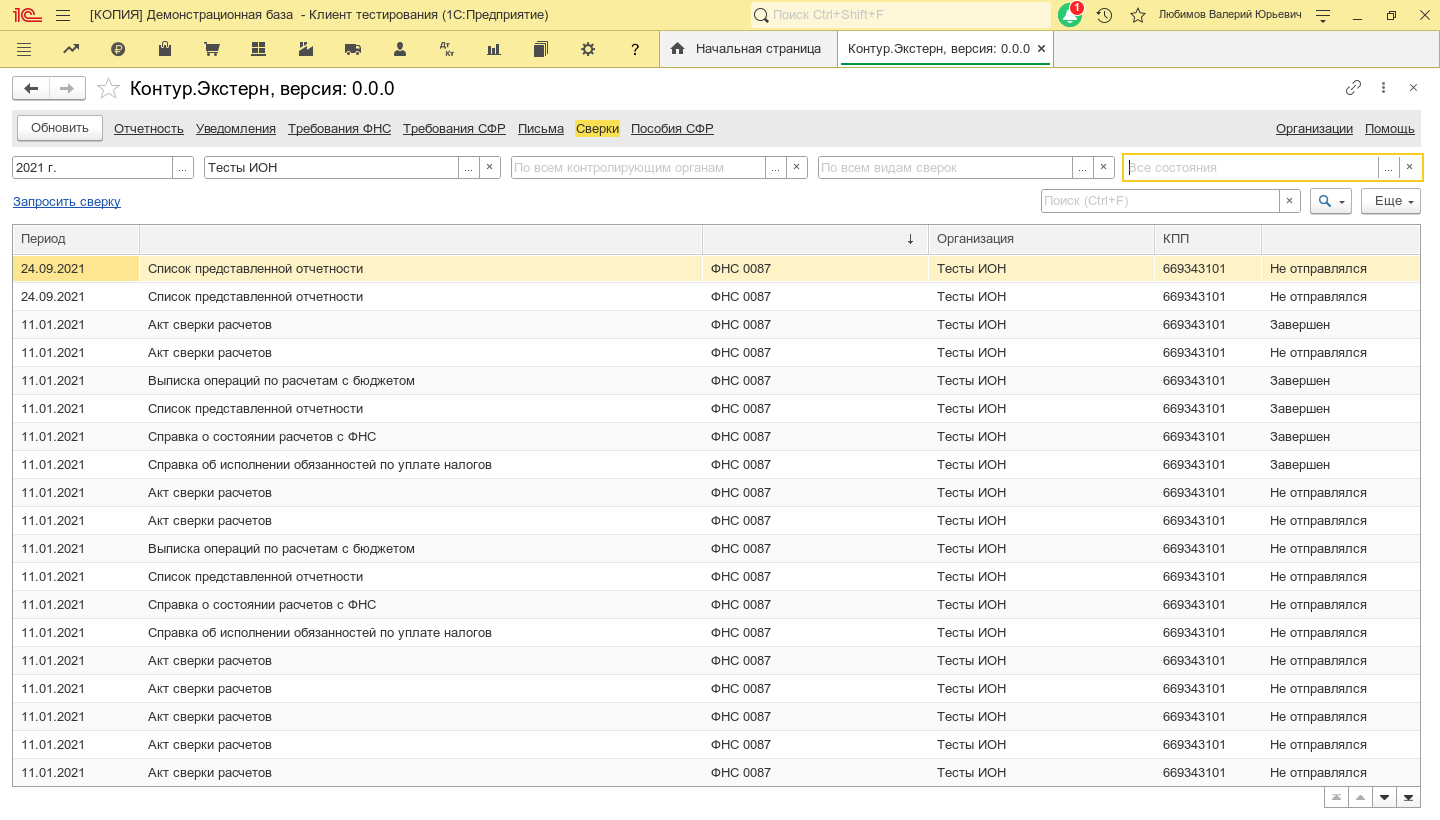 [КОПИЯ] Демонстрационная база - Клиент тестирования (1С:Предприятие) Поиск Ctrl+Shift+F 1 Любимов Валерий Юрьевич
Дт Кт ? Начальная страница Контур.Экстерн, версия: 0.0.0 ×
Контур.Экстерн, версия: 0.0.0
Обновить Отчетность Уведомления Требования ФНС Требования СФР Письма Сверки Пособия СФР Организации Помощь
2021 г. ... Тесты ИОН ... × По всем контролирующим органам ... × По всем видам сверок ... × Все состояния ... ×
Запросить сверку Поиск (Ctrl+F) × Еще
Период ↓ Организация КПП
24.09.2021 Список представленной отчетности ФНС 0087 Тесты ИОН 669343101 Не отправлялся
24.09.2021 Список представленной отчетности ФНС 0087 Тесты ИОН 669343101 Не отправлялся
11.01.2021 Акт сверки расчетов ФНС 0087 Тесты ИОН 669343101 Завершен
11.01.2021 Акт сверки расчетов ФНС 0087 Тесты ИОН 669343101 Не отправлялся
11.01.2021 Выписка операций по расчетам с бюджетом ФНС 0087 Тесты ИОН 669343101 Завершен
11.01.2021 Список представленной отчетности ФНС 0087 Тесты ИОН 669343101 Завершен
11.01.2021 Справка о состоянии расчетов с ФНС ФНС 0087 Тесты ИОН 669343101 Завершен
11.01.2021 Справка об исполнении обязанностей по уплате налогов ФНС 0087 Тесты ИОН 669343101 Завершен
11.01.2021 Акт сверки расчетов ФНС 0087 Тесты ИОН 669343101 Не отправлялся
11.01.2021 Акт сверки расчетов ФНС 0087 Тесты ИОН 669343101 Не отправлялся
11.01.2021 Выписка операций по расчетам с бюджетом ФНС 0087 Тесты ИОН 669343101 Не отправлялся
11.01.2021 Список представленной отчетности ФНС 0087 Тесты ИОН 669343101 Не отправлялся
11.01.2021 Справка о состоянии расчетов с ФНС ФНС 0087 Тесты ИОН 669343101 Не отправлялся
11.01.2021 Справка об исполнении обязанностей по уплате налогов ФНС 0087 Тесты ИОН 669343101 Не отправлялся
11.01.2021 Акт сверки расчетов ФНС 0087 Тесты ИОН 669343101 Не отправлялся
11.01.2021 Акт сверки расчетов ФНС 0087 Тесты ИОН 669343101 Не отправлялся
11.01.2021 Акт сверки расчетов ФНС 0087 Тесты ИОН 669343101 Не отправлялся
11.01.2021 Акт сверки расчетов ФНС 0087 Тесты ИОН 669343101 Не отправлялся
11.01.2021 Акт сверки расчетов ФНС 0087 Тесты ИОН 669343101 Не отправлялся